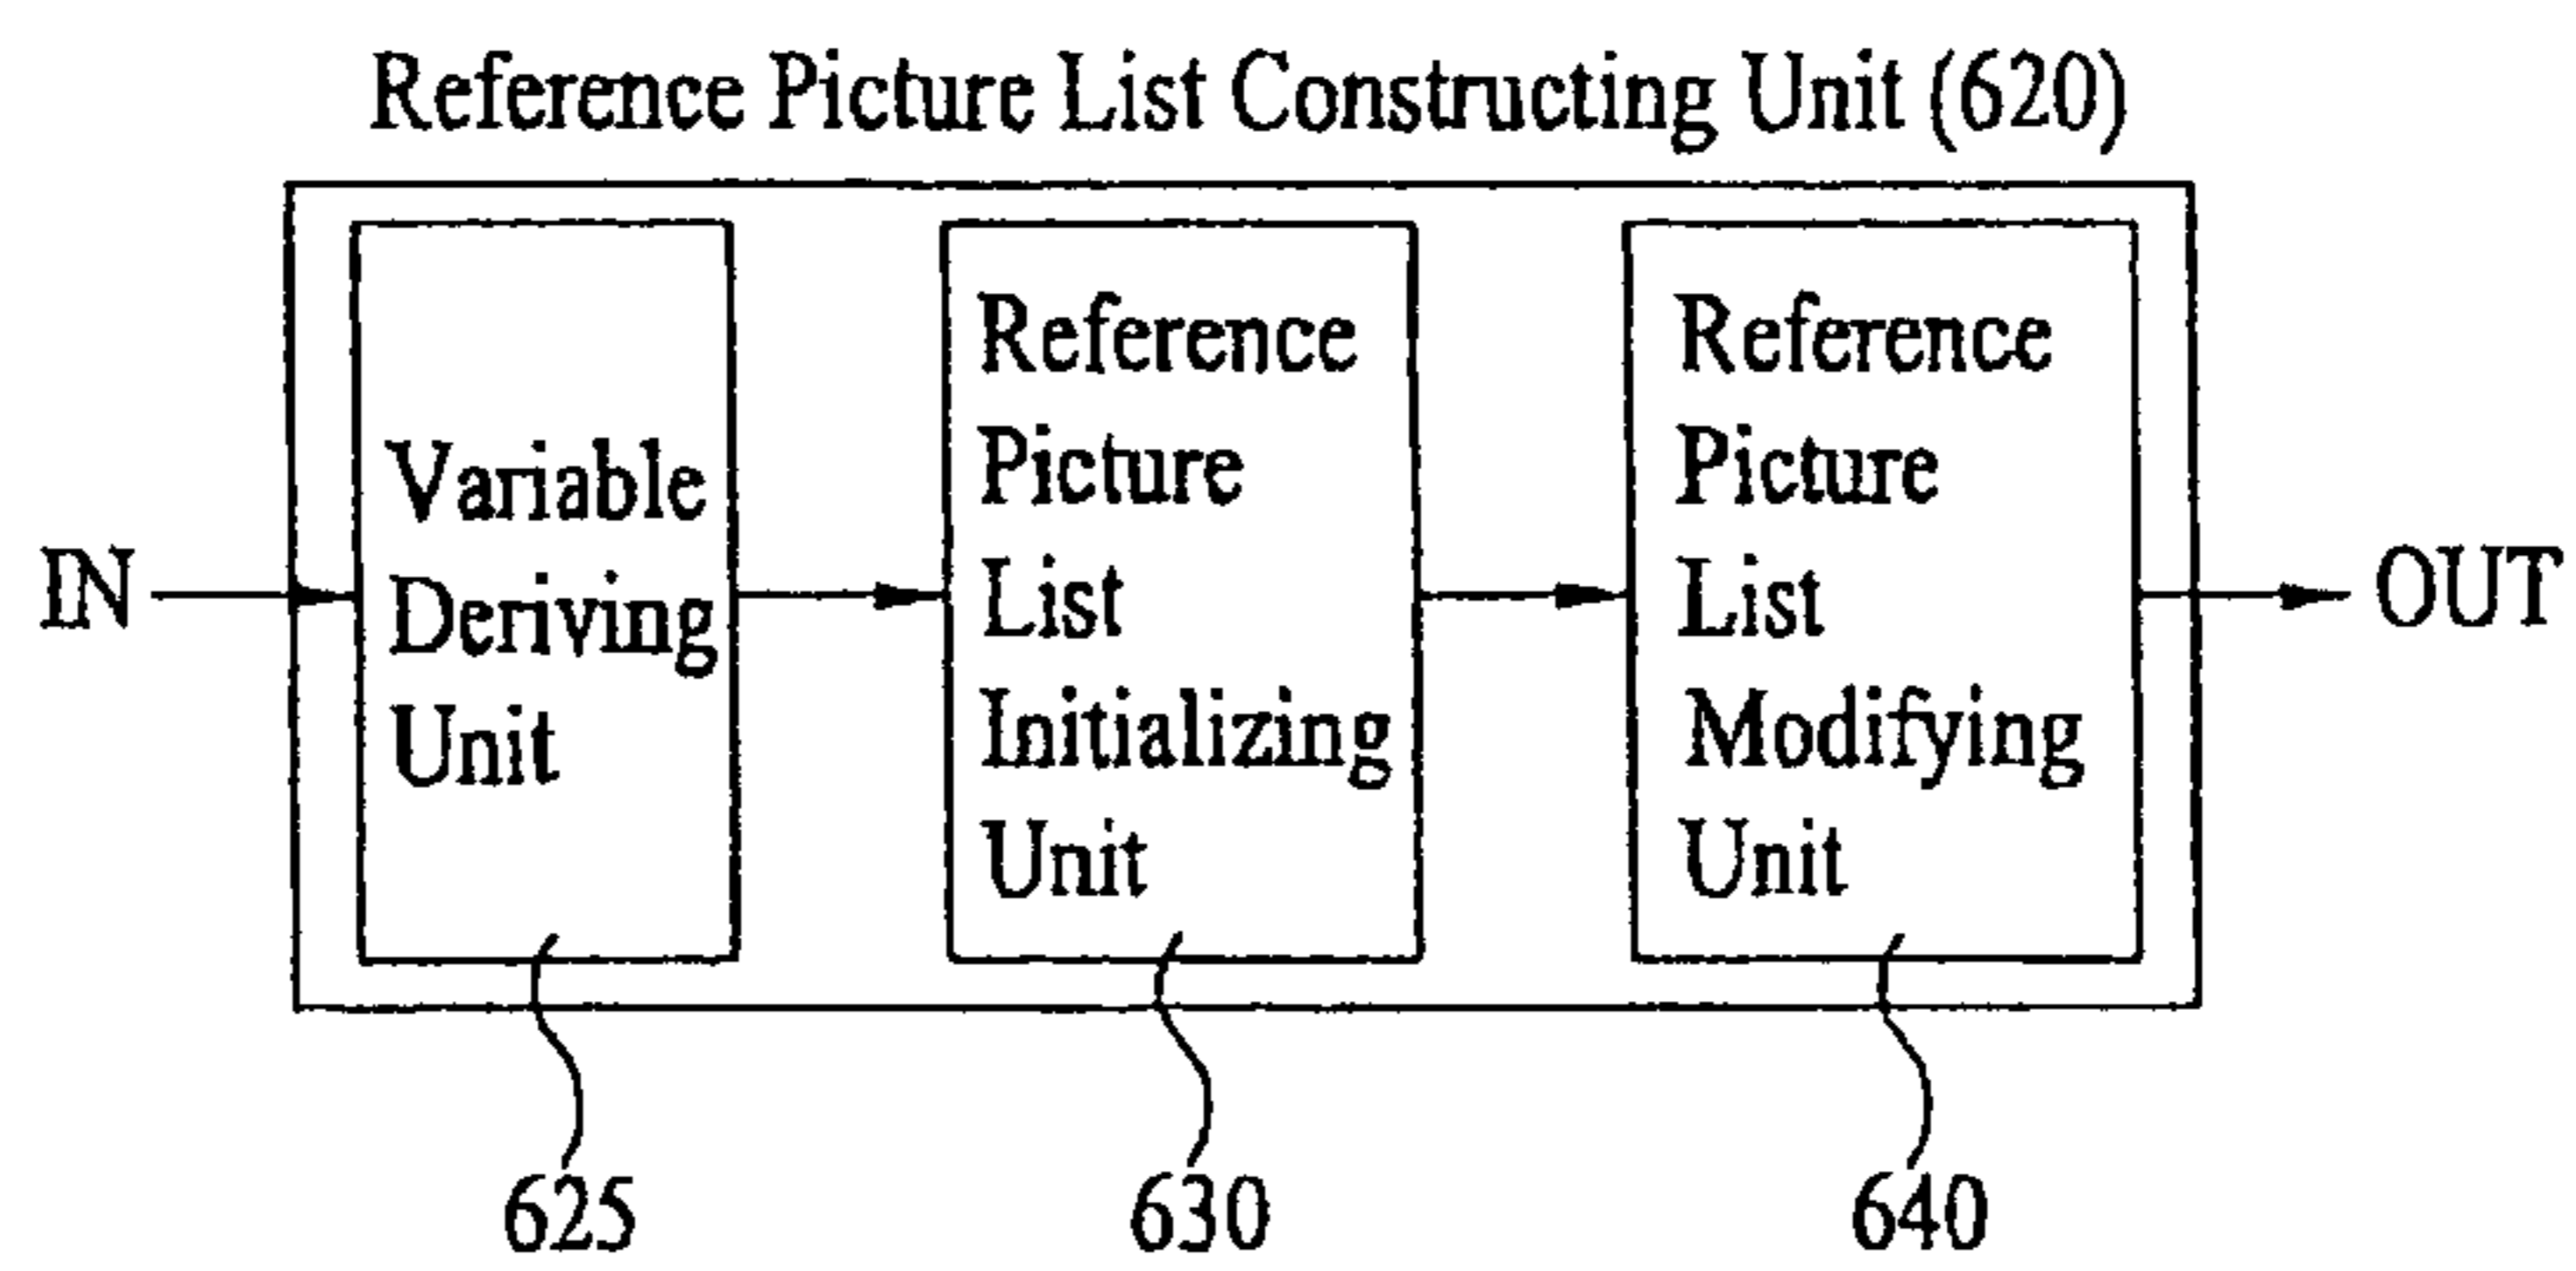 Reference Picture List Constructing Unit (620)
IN
Variable
Deriving
Unit
Reference
Picture
List
Initializing
Unit
Reference
Picture
List
Modifying
Unit
OUT
625
630
640